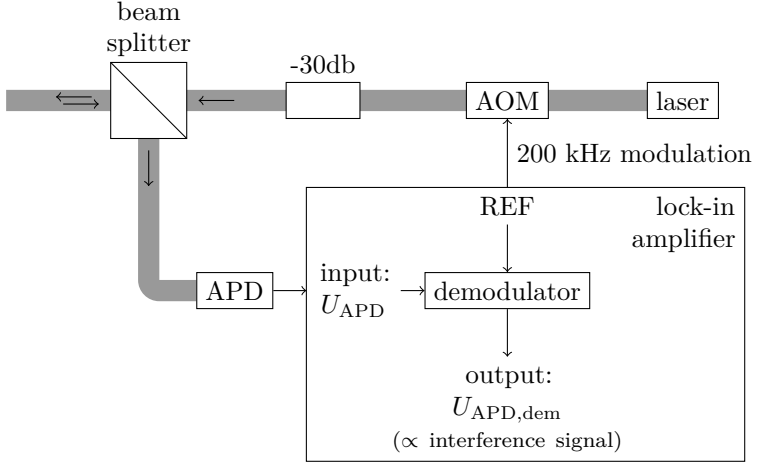 beam
splitter
-30db
AOM
laser
200 kHz modulation
REF
lock-in
amplifier
APD
input:
U_APD
demodulator
output:
U_APD,dem
(∝ interference signal)